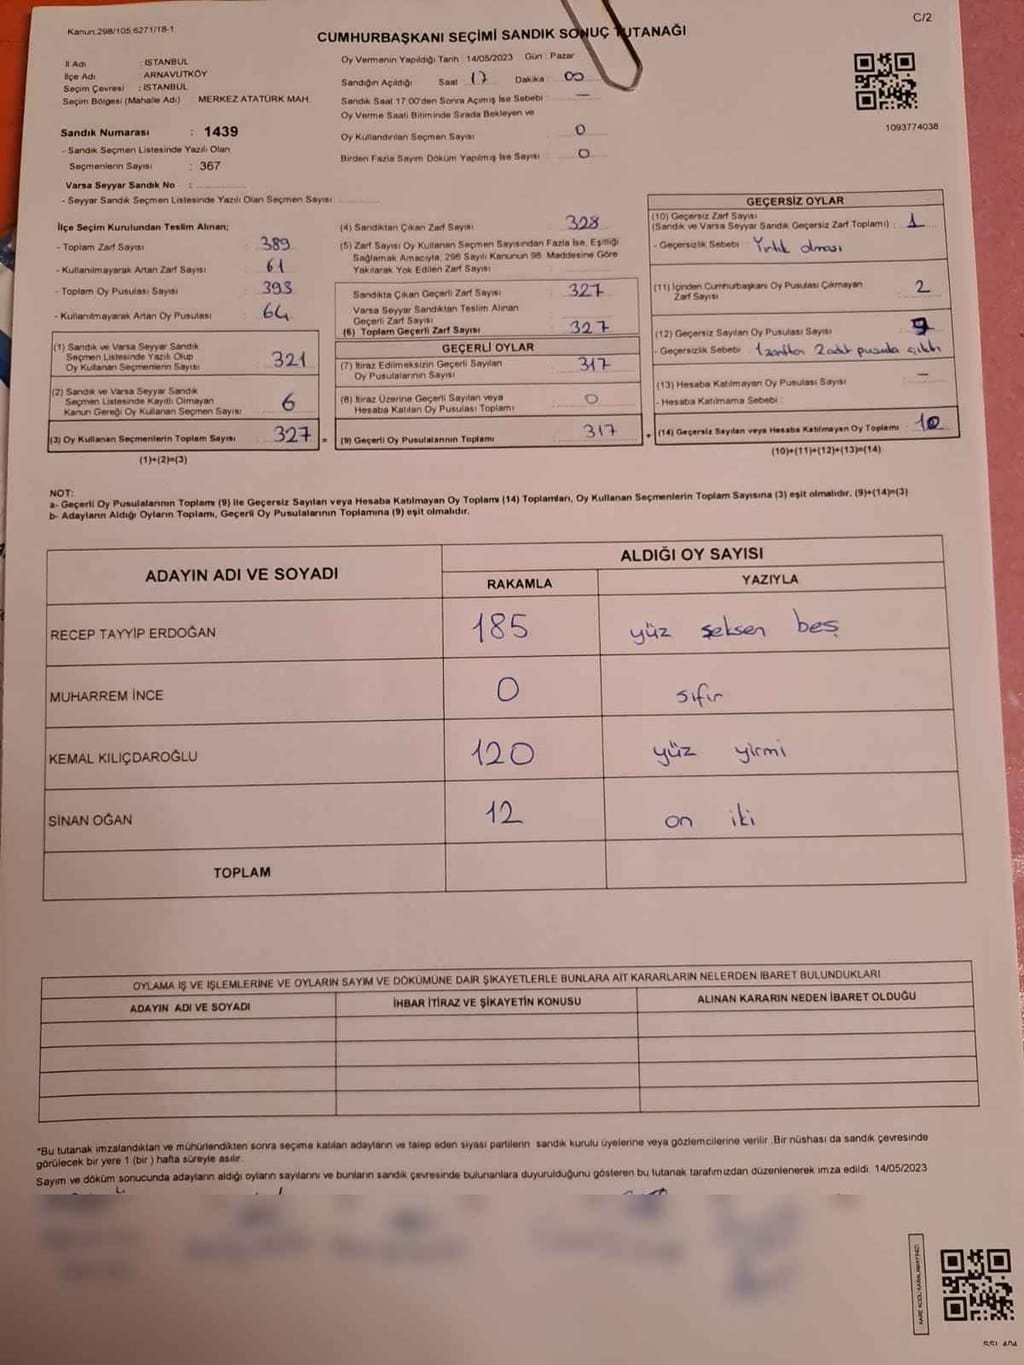 Kanun:298/105;6271/18-1
C/2
CUMHURBAŞKANI SEÇİMİ SANDIK SONUÇ TUTANAĞI
İl Adı : İSTANBUL
İlçe Adı : ARNAVUTKÖY
Seçim Çevresi : İSTANBUL
Seçim Bölgesi (Mahalle Adı) : MERKEZ ATATÜRK MAH.
Sandık Numarası : 1439
- Sandık Seçmen Listesinde Yazılı Olan
Seçmenlerin Sayısı : 367
Varsa Seyyar Sandık No :
- Seyyar Sandık Seçmen Listesinde Yazılı Olan Seçmen Sayısı
Oy Vermenin Yapıldığı Tarih : 14/05/2023 Gün : Pazar
Sandığın Açıldığı Saat 17 Dakika 00
Sandık Saat 17:00'den Sonra Açımış İse Sebebi : —
Oy Verme Saati Bitiminde Sırada Bekleyen ve
Oy Kullandırılan Seçmen Sayısı 0
Birden Fazla Sayım Döküm Yapılmış İse Sayısı : 0
1093774038
İlçe Seçim Kurulundan Teslim Alınan;
- Toplam Zarf Sayısı 389
- Kullanılmayarak Artan Zarf Sayısı 61
- Toplam Oy Pusulası Sayısı 393
- Kullanılmayarak Artan Oy Pusulası 64
(1) Sandık ve Varsa Seyyar Sandık
Seçmen Listesinde Yazılı Olup
Oy Kullanan Seçmenlerin Sayısı 321
(2) Sandık ve Varsa Seyyar Sandık
Seçmen Listesinde Kayıtlı Olmayan
Kanun Gereği Oy Kullanan Seçmen Sayısı 6
(3) Oy Kullanan Seçmenlerin Toplam Sayısı 327 =
(1)+(2)=(3)
(4) Sandıktan Çıkan Zarf Sayısı 328
(5) Zarf Sayısı Oy Kullanan Seçmen Sayısından Fazla İse, Eşitliği
Sağlamak Amacıyla; 298 Sayılı Kanunun 98. Maddesine Göre
Yakılarak Yok Edilen Zarf Sayısı
Sandıkta Çıkan Geçerli Zarf Sayısı 327
Varsa Seyyar Sandıktan Teslim Alınan
Geçerli Zarf Sayısı
(6) Toplam Geçerli Zarf Sayısı 327
GEÇERLİ OYLAR
(7) İtiraz Edilmeksizin Geçerli Sayılan
Oy Pusulalarının Sayısı 317
(8) İtiraz Üzerine Geçerli Sayılan veya
Hesaba Katılan Oy Pusulası Toplamı 0
(9) Geçerli Oy Pusulalarının Toplamı 317 +
GEÇERSİZ OYLAR
(10) Geçersiz Zarf Sayısı
(Sandık ve Varsa Seyyar Sandık Geçersiz Zarf Toplamı) : 1
- Geçersizlik Sebebi : Yırtık olması
(11) İçinden Cumhurbaşkanı Oy Pusulası Çıkmayan
Zarf Sayısı 2
(12) Geçersiz Sayılan Oy Pusulası Sayısı
- Geçersizlik Sebebi 1 zarftan 2 adet pusula çıktı
(13) Hesaba Katılmayan Oy Pusulası Sayısı —
- Hesaba Katılmama Sebebi
(14) Geçersiz Sayılan veya Hesaba Katılmayan Oy Toplamı 10
(10)+(11)+(12)+(13)=(14)
NOT:
a- Geçerli Oy Pusulalarının Toplamı (9) ile Geçersiz Sayılan veya Hesaba Katılmayan Oy Toplamı (14) Toplamları, Oy Kullanan Seçmenlerin Toplam Sayısına (3) eşit olmalıdır. (9)+(14)=(3)
b- Adayların Aldığı Oyların Toplamı, Geçerli Oy Pusulalarının Toplamına (9) eşit olmalıdır.
ADAYIN ADI VE SOYADI
ALDIĞI OY SAYISI
RAKAMLA YAZIYLA
RECEP TAYYİP ERDOĞAN 185 yüz seksen beş
MUHARREM İNCE 0 sıfır
KEMAL KILIÇDAROĞLU 120 yüz yirmi
SİNAN OĞAN 12 on iki
TOPLAM
OYLAMA İŞ VE İŞLEMLERİNE VE OYLARIN SAYIM VE DÖKÜMÜNE DAİR ŞİKAYETLERLE BUNLARA AİT KARARLARIN NELERDEN İBARET BULUNDUKLARI
ADAYIN ADI VE SOYADI İHBAR İTİRAZ VE ŞİKAYETİN KONUSU ALINAN KARARIN NEDEN İBARET OLDUĞU
*Bu tutanak imzalandıktan ve mühürlendikten sonra seçime katılan adayların ve talep eden siyasi partilerin sandık kurulu üyelerine veya gözlemcilerine verilir .Bir nüshası da sandık çevresinde
görülecek bir yere 1 (bir ) hafta süreyle asılır.
Sayım ve döküm sonucunda adayların aldığı oyların sayılarını ve bunların sandık çevresinde bulunanlara duyurulduğunu gösteren bu tutanak tarafımızdan düzenlenerek imza edildi. 14/05/2023
KARE KODU KARALAMAYINIZ!